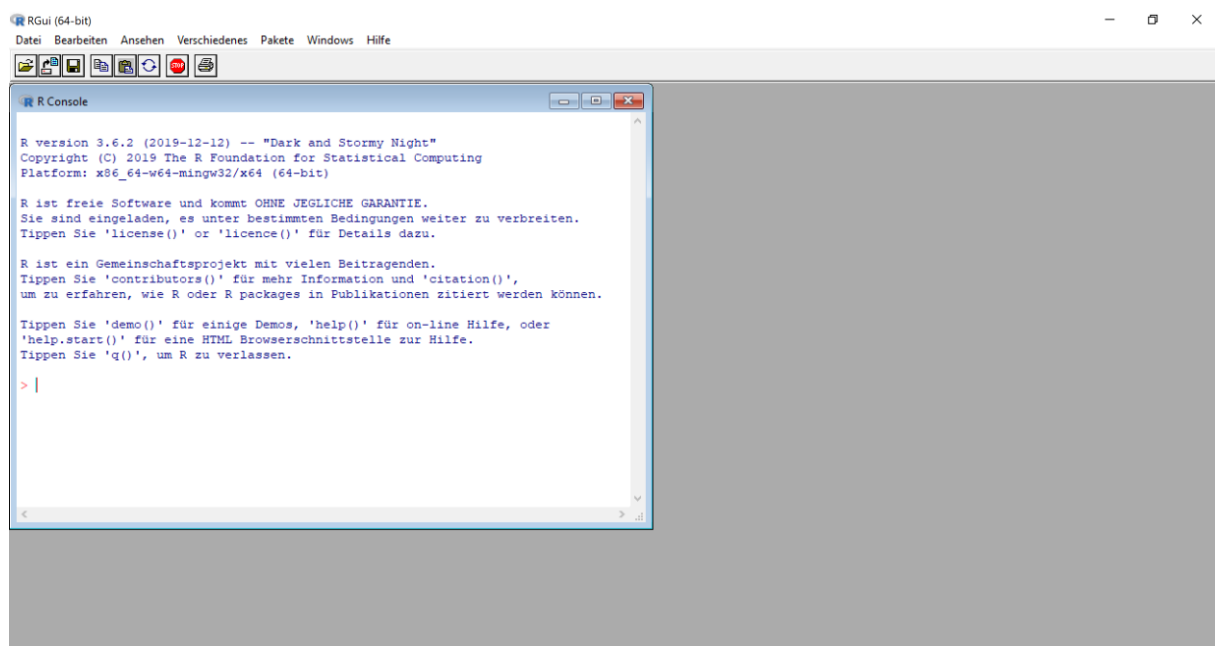 RGui (64-bit)
Datei Bearbeiten Ansehen Verschiedenes Pakete Windows Hilfe
STOP
R Console
R version 3.6.2 (2019-12-12) -- "Dark and Stormy Night"
Copyright (C) 2019 The R Foundation for Statistical Computing
Platform: x86_64-w64-mingw32/x64 (64-bit)
R ist freie Software und kommt OHNE JEGLICHE GARANTIE.
Sie sind eingeladen, es unter bestimmten Bedingungen weiter zu verbreiten.
Tippen Sie 'license()' or 'licence()' für Details dazu.
R ist ein Gemeinschaftsprojekt mit vielen Beitragenden.
Tippen Sie 'contributors()' für mehr Information und 'citation()',
um zu erfahren, wie R oder R packages in Publikationen zitiert werden können.
Tippen Sie 'demo()' für einige Demos, 'help()' für on-line Hilfe, oder
'help.start()' für eine HTML Browserschnittstelle zur Hilfe.
Tippen Sie 'q()', um R zu verlassen.
>